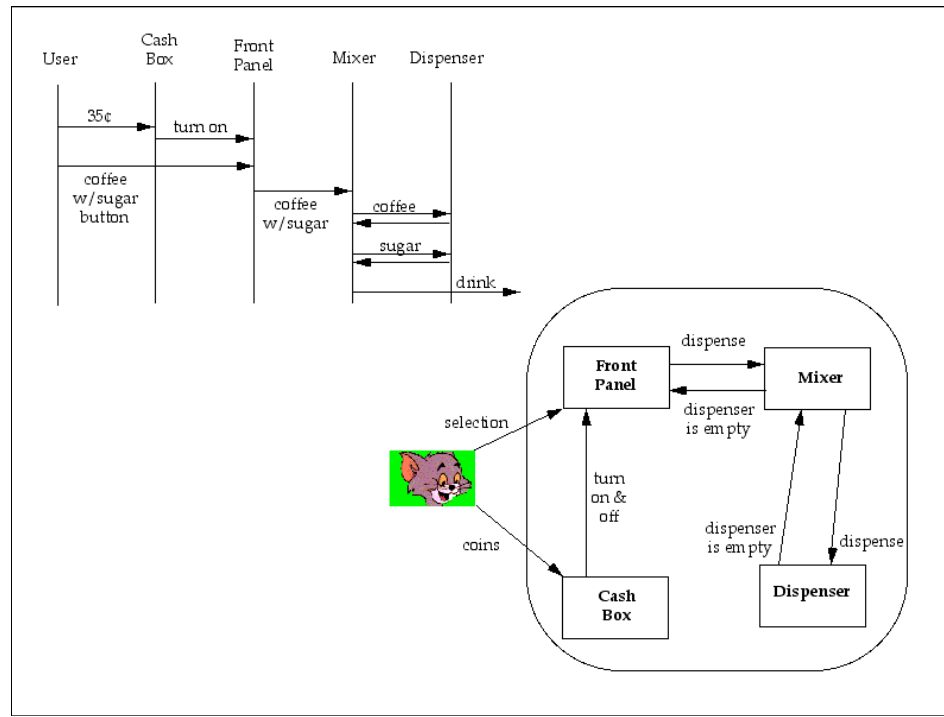 User
Cash
Box
Front
Panel
Mixer
Dispenser
35¢
turn on
coffee
w/sugar
button
coffee
w/sugar
coffee
sugar
drink
dispense
Front
Panel
Mixer
dispenser
is empty
selection
turn
on &
off
coins
dispenser
is empty
dispense
Cash
Box
Dispenser